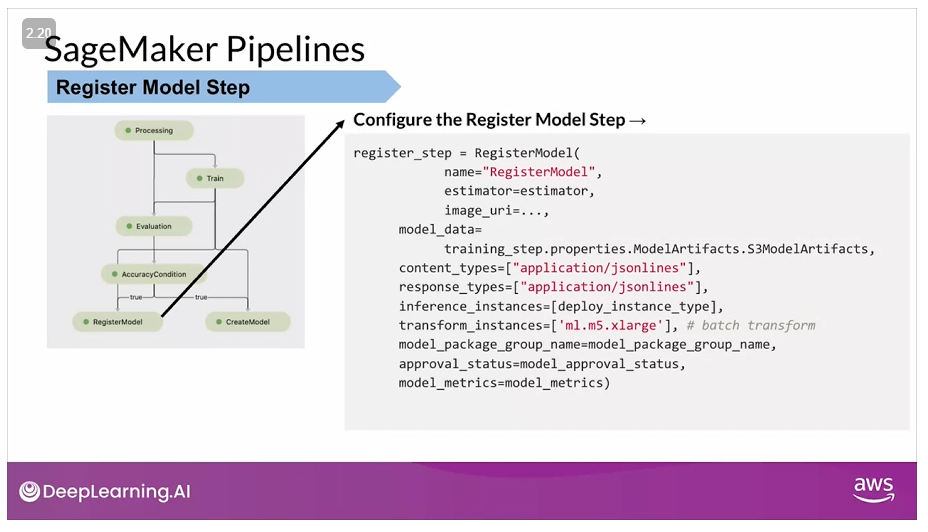 2.20
SageMaker Pipelines
Register Model Step
Configure the Register Model Step →
Processing
Train
Evaluation
AccuracyCondition
true
true
RegisterModel
CreateModel
register_step = RegisterModel(
name="RegisterModel",
estimator=estimator,
image_uri=...,
model_data=
training_step.properties.ModelArtifacts.S3ModelArtifacts,
content_types=["application/jsonlines"],
response_types=["application/jsonlines"],
inference_instances=[deploy_instance_type],
transform_instances=['ml.m5.xlarge'], # batch transform
model_package_group_name=model_package_group_name,
approval_status=model_approval_status,
model_metrics=model_metrics)
DeepLearning.AI
aws